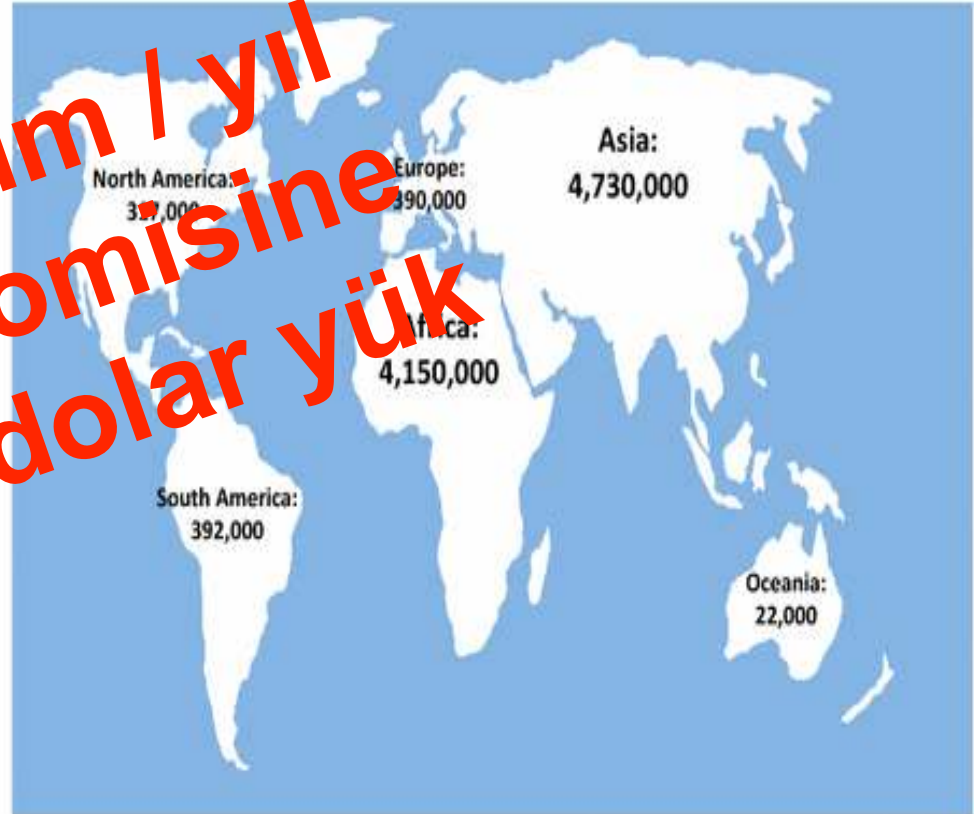 / yıl
dolar yük
North America:
Europe:
390,000
Asia:
4,730,000
Africa:
4,150,000
South America:
392,000
Oceania:
22,000